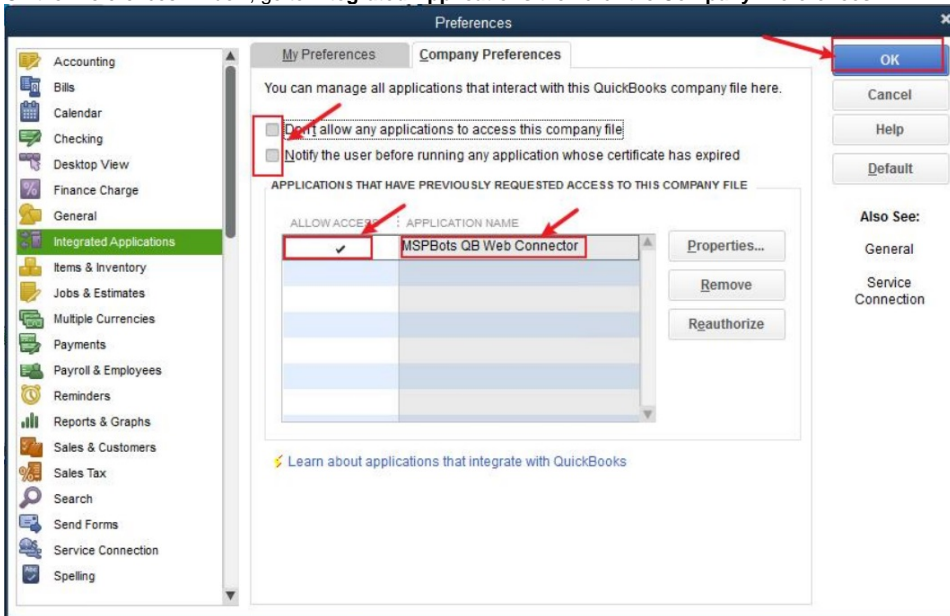 Preferences
Accounting
Bills
Calendar
Checking
Desktop View
Finance Charge
General
Integrated Applications
Items & Inventory
Jobs & Estimates
Multiple Currencies
Payments
Payroll & Employees
Reminders
Reports & Graphs
Sales & Customers
Sales Tax
Search
Send Forms
Service Connection
Spelling
My Preferences
Company Preferences
You can manage all applications that interact with this QuickBooks company file here.
Don't allow any applications to access this company file
Notify the user before running any application whose certificate has expired
APPLICATIONS THAT HAVE PREVIOUSLY REQUESTED ACCESS TO THIS COMPANY FILE
ALLOW ACCESS APPLICATION NAME
MSPBots QB Web Connector
Properties...
Remove
Reauthorize
Learn about applications that integrate with QuickBooks
OK
Cancel
Help
Default
Also See:
General
Service
Connection